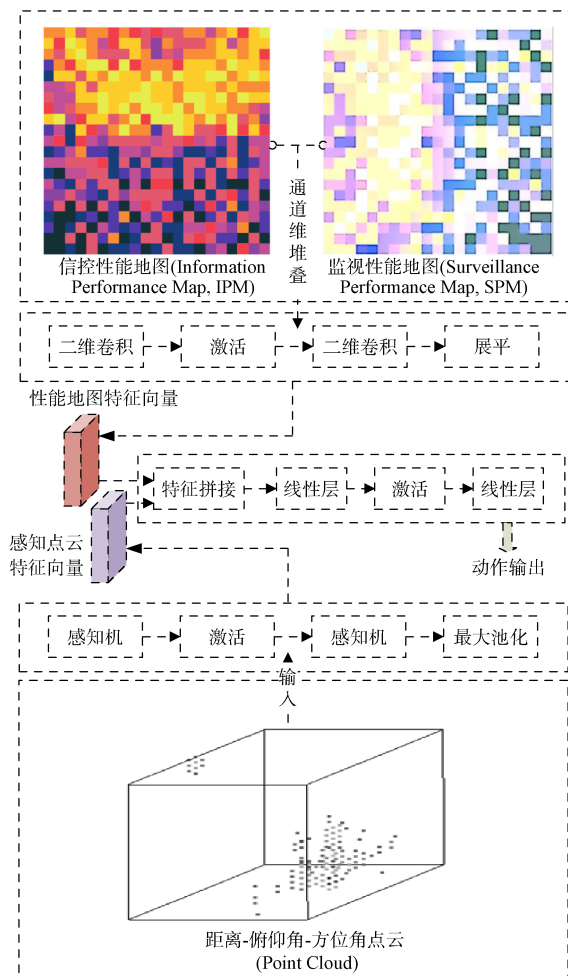 通道维堆叠
信控性能地图(Information
Performance Map, IPM)
监视性能地图(Surveillance
Performance Map, SPM)
二维卷积
激活
二维卷积
展平
性能地图特征向量
特征拼接
线性层
激活
线性层
感知点云
特征向量
动作输出
感知机
激活
感知机
最大池化
输入
距离-俯仰角-方位角点云
(Point Cloud)